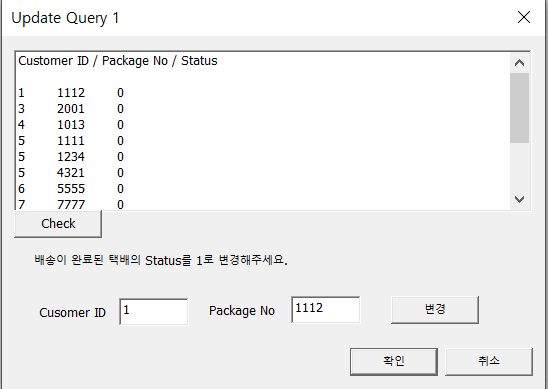 Update Query 1
Customer ID / Package No / Status
1 1112 0
3 2001 0
4 1013 0
5 1111 0
5 1234 0
5 4321 0
6 5555 0
7 7777 0
Check
배송이 완료된 택배의 Status를 1로 변경해주세요.
Cusomer ID 1 Package No 1112 변경
확인 취소